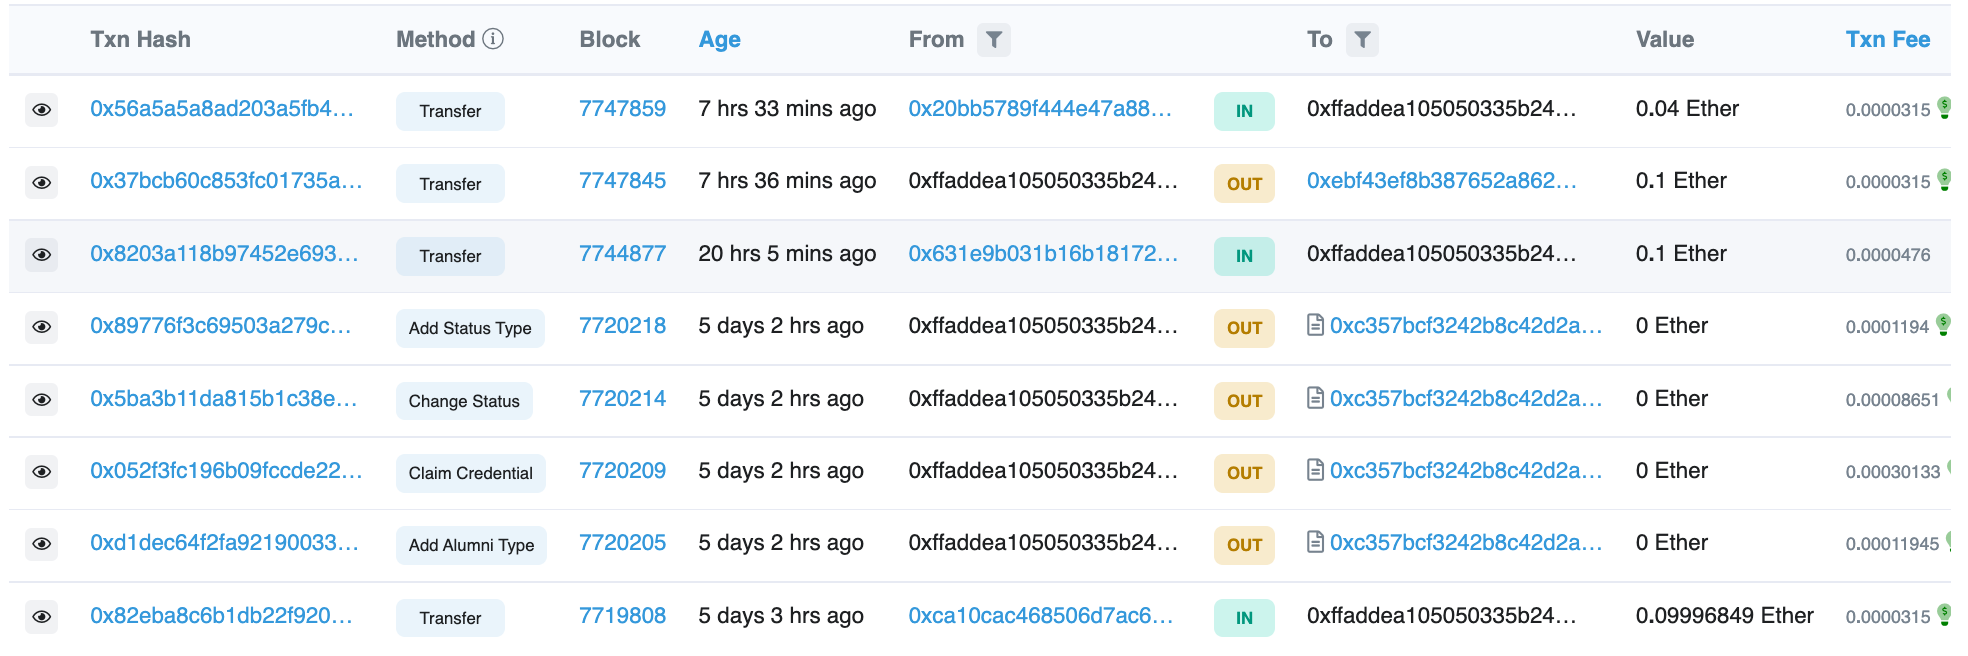 Txn Hash Method Block Age From To Value Txn Fee
0x56a5a5a8ad203a5fb4... Transfer 7747859 7 hrs 33 mins ago 0x20bb5789f444e47a88... IN 0xffaddea105050335b24... 0.04 Ether 0.0000315
0x37bcb60c853fc01735a... Transfer 7747845 7 hrs 36 mins ago 0xffaddea105050335b24... OUT 0xebf43ef8b387652a862... 0.1 Ether 0.0000315
0x8203a118b97452e693... Transfer 7744877 20 hrs 5 mins ago 0x631e9b031b16b18172... IN 0xffaddea105050335b24... 0.1 Ether 0.0000476
0x89776f3c69503a279c... Add Status Type 7720218 5 days 2 hrs ago 0xffaddea105050335b24... OUT 0xc357bcf3242b8c42d2a... 0 Ether 0.0001194
0x5ba3b11da815b1c38e... Change Status 7720214 5 days 2 hrs ago 0xffaddea105050335b24... OUT 0xc357bcf3242b8c42d2a... 0 Ether 0.00008651
0x052f3fc196b09fccde22... Claim Credential 7720209 5 days 2 hrs ago 0xffaddea105050335b24... OUT 0xc357bcf3242b8c42d2a... 0 Ether 0.00030133
0xd1dec64f2fa92190033... Add Alumni Type 7720205 5 days 2 hrs ago 0xffaddea105050335b24... OUT 0xc357bcf3242b8c42d2a... 0 Ether 0.00011945
0x82eba8c6b1db22f920... Transfer 7719808 5 days 3 hrs ago 0xca10cac468506d7ac6... IN 0xffaddea105050335b24... 0.09996849 Ether 0.0000315